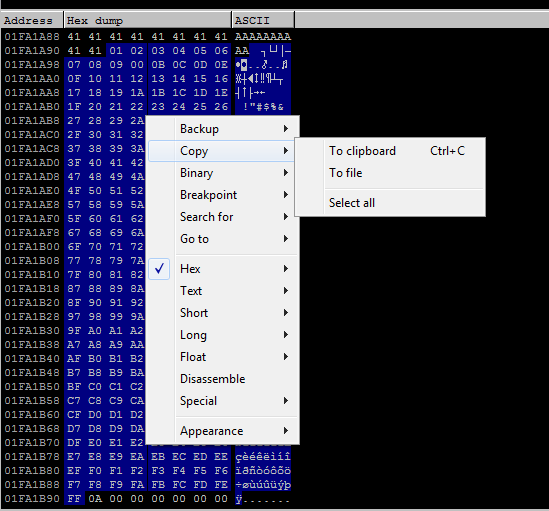 Address Hex dump ASCII
01FA1A88 41 41 41 41 41 41 41 41 AAAAAAAA
01FA1A90 41 41 01 02 03 04 05 06 AA ┐└┘│─
01FA1A98 07 08 09 00 0B 0C 0D 0E
01FA1AA0 0F 10 11 12 13 14 15 16
01FA1AA8 17 18 19 1A 1B 1C 1D 1E
01FA1AB0 1F 20 21 22 23 24 25 26 !"#$%&
01FA1AB8 27 28 29 2A
01FA1AC0 2F 30 31 32
01FA1AC8 37 38 39 3A
01FA1AD0 3F 40 41 42
01FA1AD8 47 48 49 4A
01FA1AE0 4F 50 51 52
01FA1AE8 57 58 59 5A
01FA1AF0 5F 60 61 62
01FA1AF8 67 68 69 6A
01FA1B00 6F 70 71 72
01FA1B08 77 78 79 7A
01FA1B10 7F 80 81 82
01FA1B18 87 88 89 8A
01FA1B20 8F 90 91 92
01FA1B28 97 98 99 9A
01FA1B30 9F A0 A1 A2
01FA1B38 A7 A8 A9 AA
01FA1B40 AF B0 B1 B2
01FA1B48 B7 B8 B9 BA
01FA1B50 BF C0 C1 C2
01FA1B58 C7 C8 C9 CA
01FA1B60 CF D0 D1 D2
01FA1B68 D7 D8 D9 DA
01FA1B70 DF E0 E1 E2
01FA1B78 E7 E8 E9 EA EB EC ED EE çèéêëìíî
01FA1B80 EF F0 F1 F2 F3 F4 F5 F6 ïðñòóôõö
01FA1B88 F7 F8 F9 FA FB FC FD FE ÷øùúûüýþ
01FA1B90 FF 0A 00 00 00 00 00 00 ÿ.......
Backup
Copy
Binary
Breakpoint
Search for
Go to
Hex
Text
Short
Long
Float
Disassemble
Special
Appearance
To clipboard Ctrl+C
To file
Select all